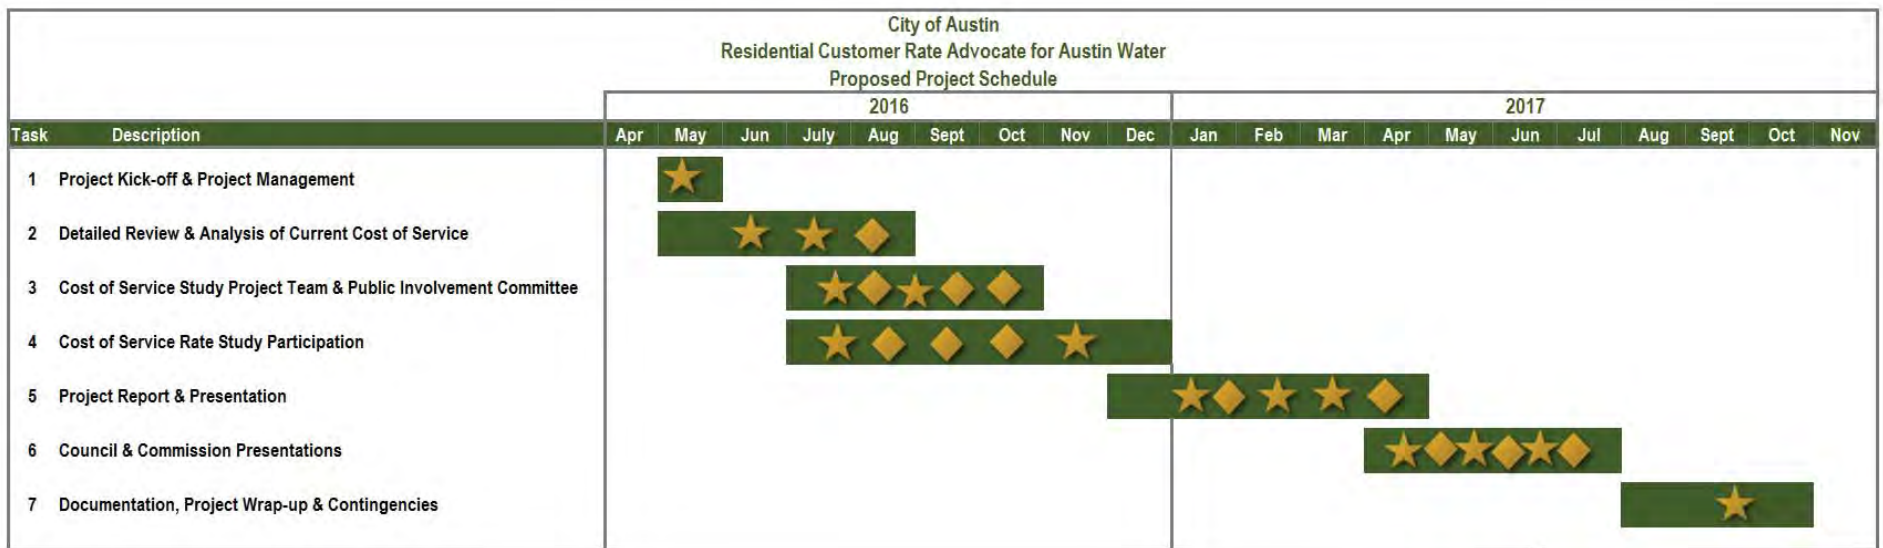 City of Austin
Residential Customer Rate Advocate for Austin Water
Proposed Project Schedule
2016 2017
Task Description Apr May Jun July Aug Sept Oct Nov Dec Jan Feb Mar Apr May Jun Jul Aug Sept Oct Nov
1 Project Kick-off & Project Management
2 Detailed Review & Analysis of Current Cost of Service
3 Cost of Service Study Project Team & Public Involvement Committee
4 Cost of Service Rate Study Participation
5 Project Report & Presentation
6 Council & Commission Presentations
7 Documentation, Project Wrap-up & Contingencies